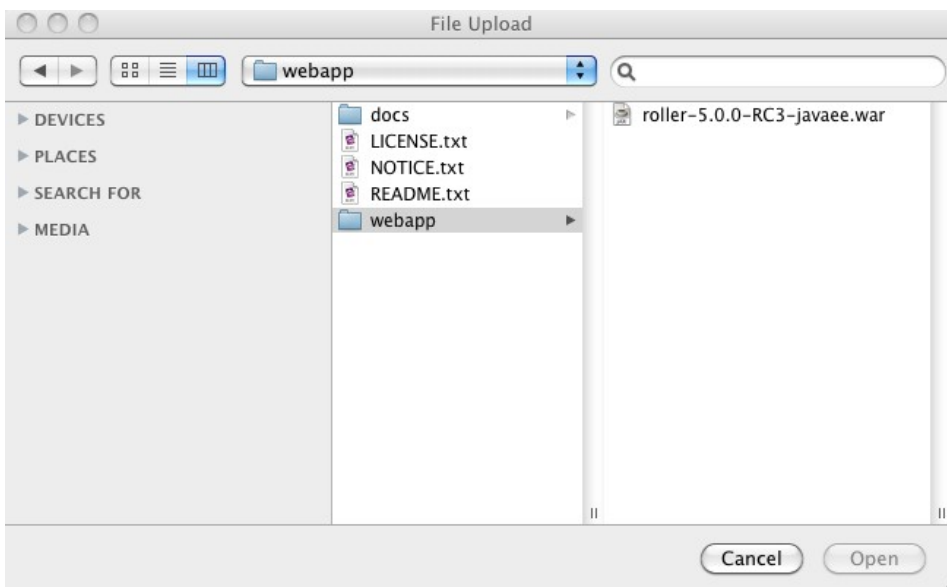 File Upload
webapp
DEVICES
PLACES
SEARCH FOR
MEDIA
docs
LICENSE.txt
NOTICE.txt
README.txt
webapp
roller-5.0.0-RC3-javaee.war
Cancel
Open